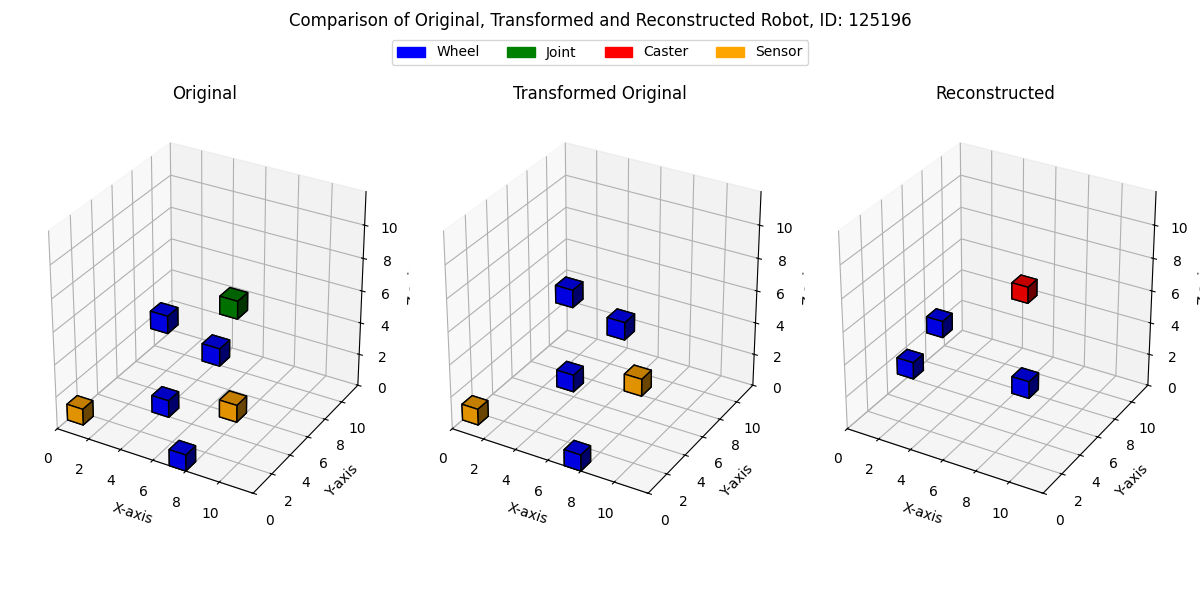 Comparison of Original, Transformed and Reconstructed Robot, ID: 125196
Wheel Joint Caster Sensor
Original Transformed Original Reconstructed
10 10 10
8 8 8
6 6 6
4 4 4
2 2 2
0 0 0
10 10 10
8 8 8
6 6 6
4 4 4
2 2 2
0 0 0
0 2 4 6 8 10 0 2 4 6 8 10 0 2 4 6 8 10
X-axis Y-axis X-axis Y-axis X-axis Y-axis